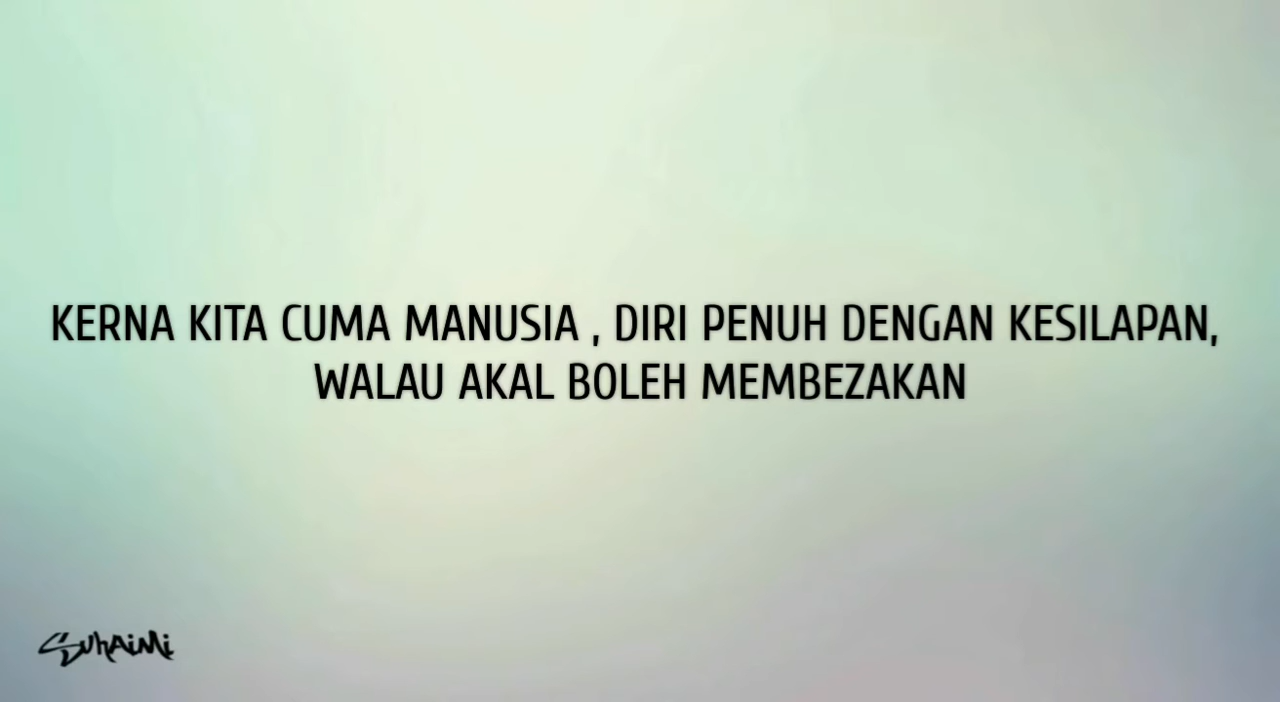 KERNA KITA CUMA MANUSIA , DIRI PENUH DENGAN KESILAPAN,
WALAU AKAL BOLEH MEMBEZAKAN
SUHAiMi